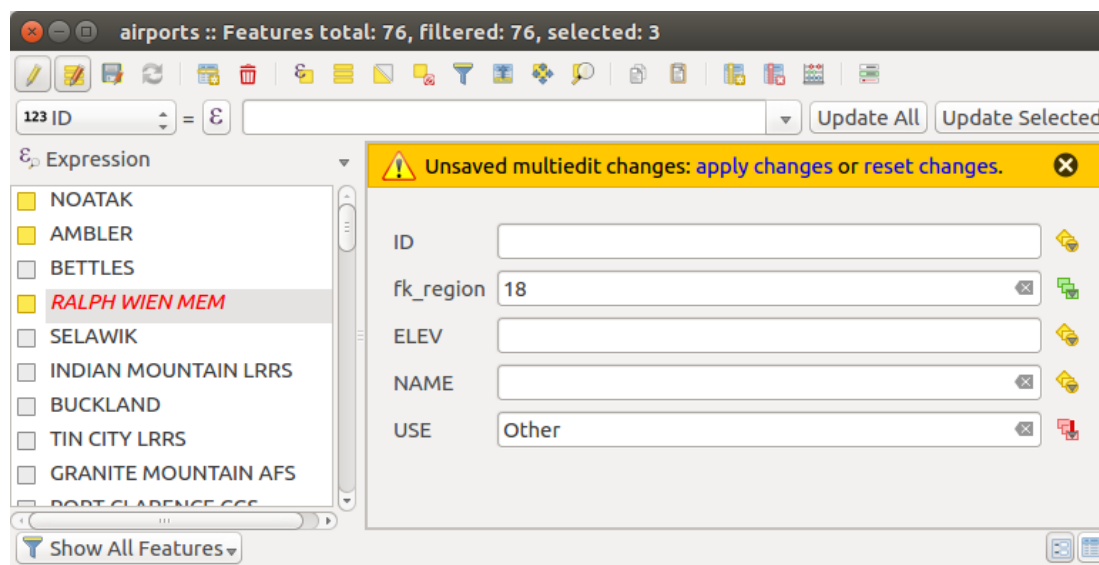 airports :: Features total: 76, filtered: 76, selected: 3
123 ID = ε Update All Update Selected
Expression
Unsaved multiedit changes: apply changes or reset changes.
NOATAK
AMBLER
BETTLES
RALPH WIEN MEM
SELAWIK
INDIAN MOUNTAIN LRRS
BUCKLAND
TIN CITY LRRS
GRANITE MOUNTAIN AFS
ID
fk_region 18
ELEV
NAME
USE Other
Show All Features